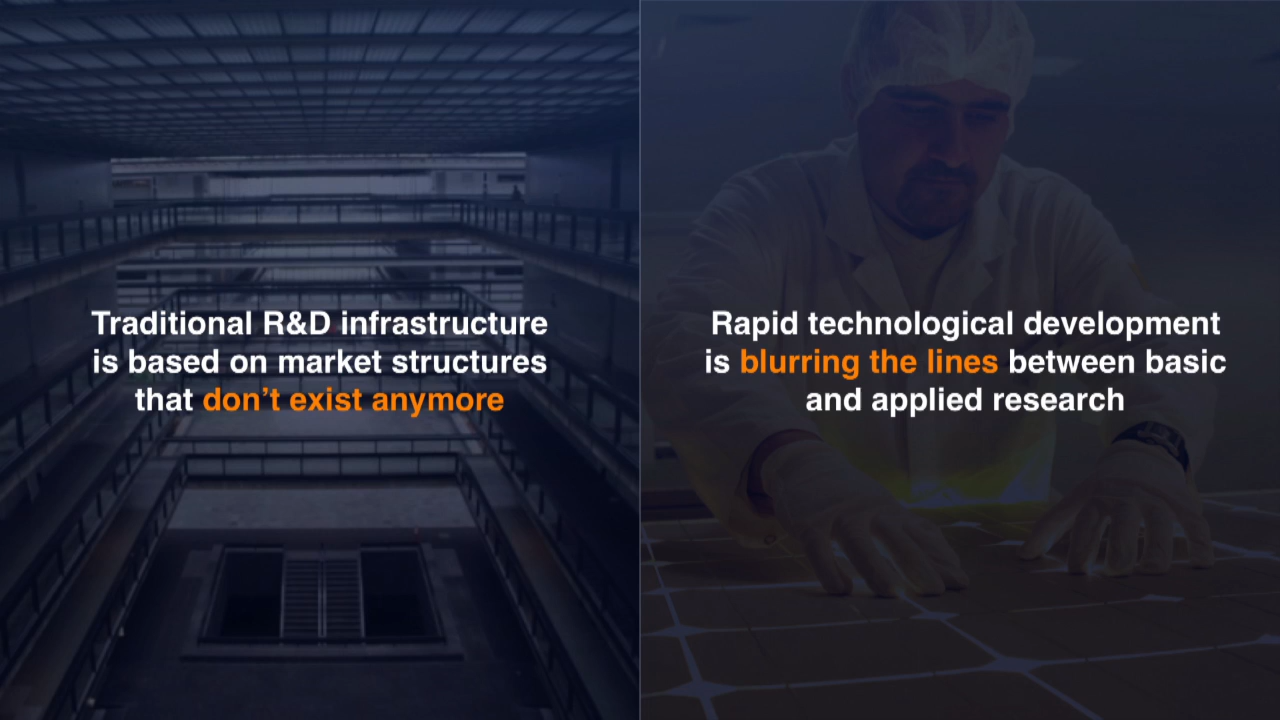 Traditional R&D infrastructure
is based on market structures
that don’t exist anymore
Rapid technological development
is blurring the lines between basic
and applied research